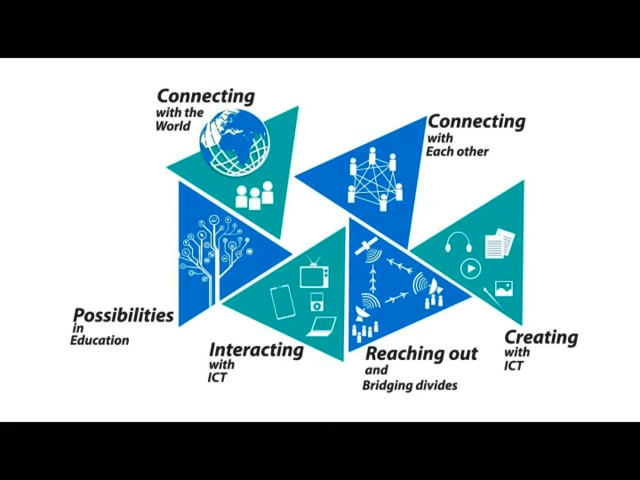 Connecting
with the
World
Connecting
with
Each other
Possibilities
in
Education
Interacting
with
ICT
Reaching out
and
Bridging divides
Creating
with
ICT